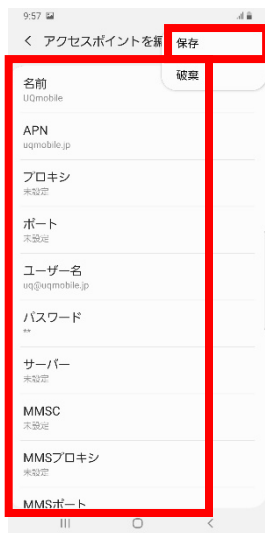 9:57
アクセスポイントを編
保存
破棄
名前
UQmobile
APN
uqmobile.jp
プロキシ
未設定
ポート
未設定
ユーザー名
uq@uqmobile.jp
パスワード
**
サーバー
未設定
MMSC
未設定
MMSプロキシ
未設定
MMSポート